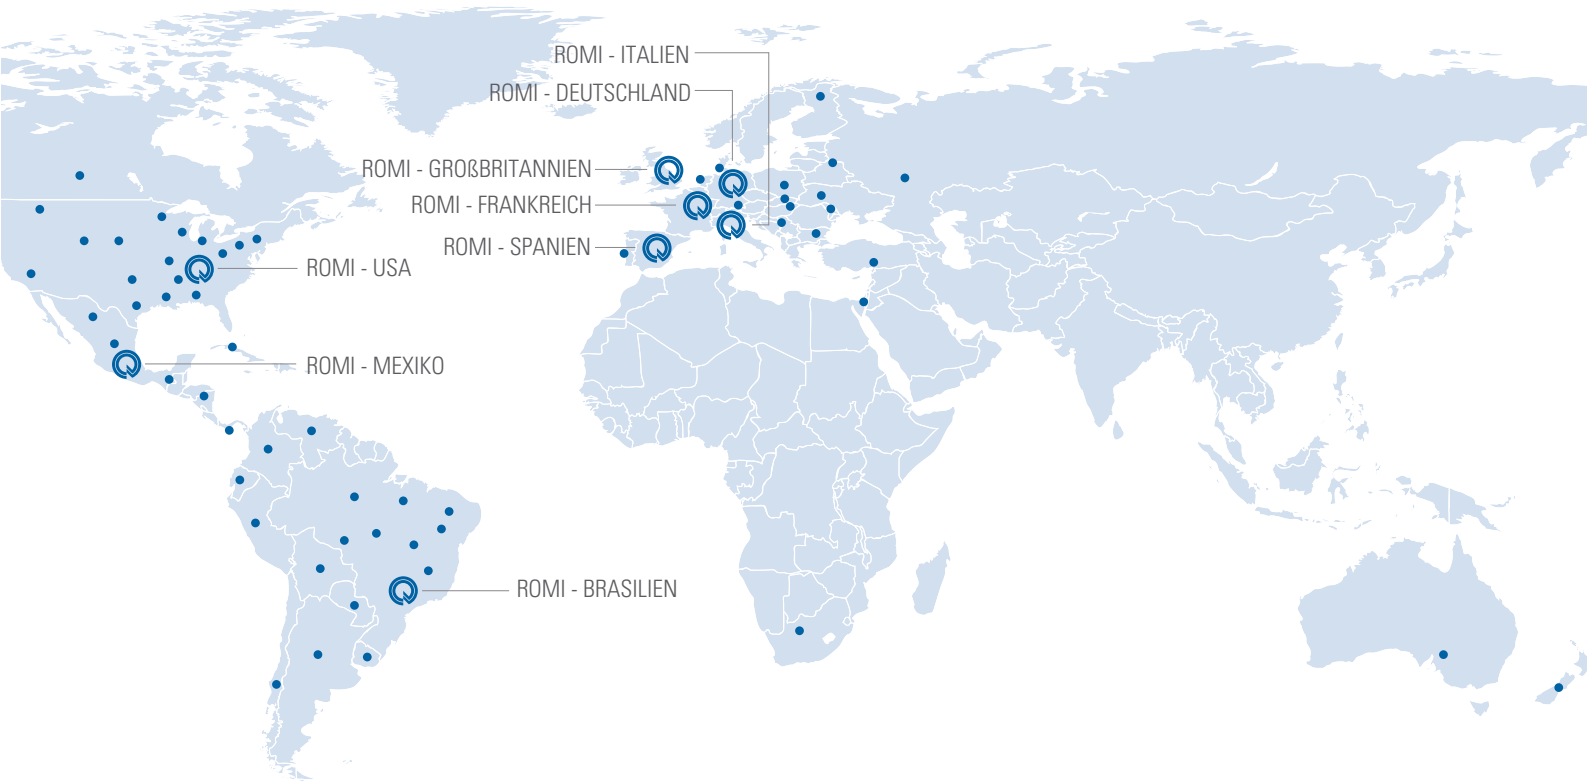 ROMI - ITALIEN
ROMI - DEUTSCHLAND
ROMI - GROßBRITANNIEN
ROMI - FRANKREICH
ROMI - SPANIEN
ROMI - USA
ROMI - MEXIKO
ROMI - BRASILIEN